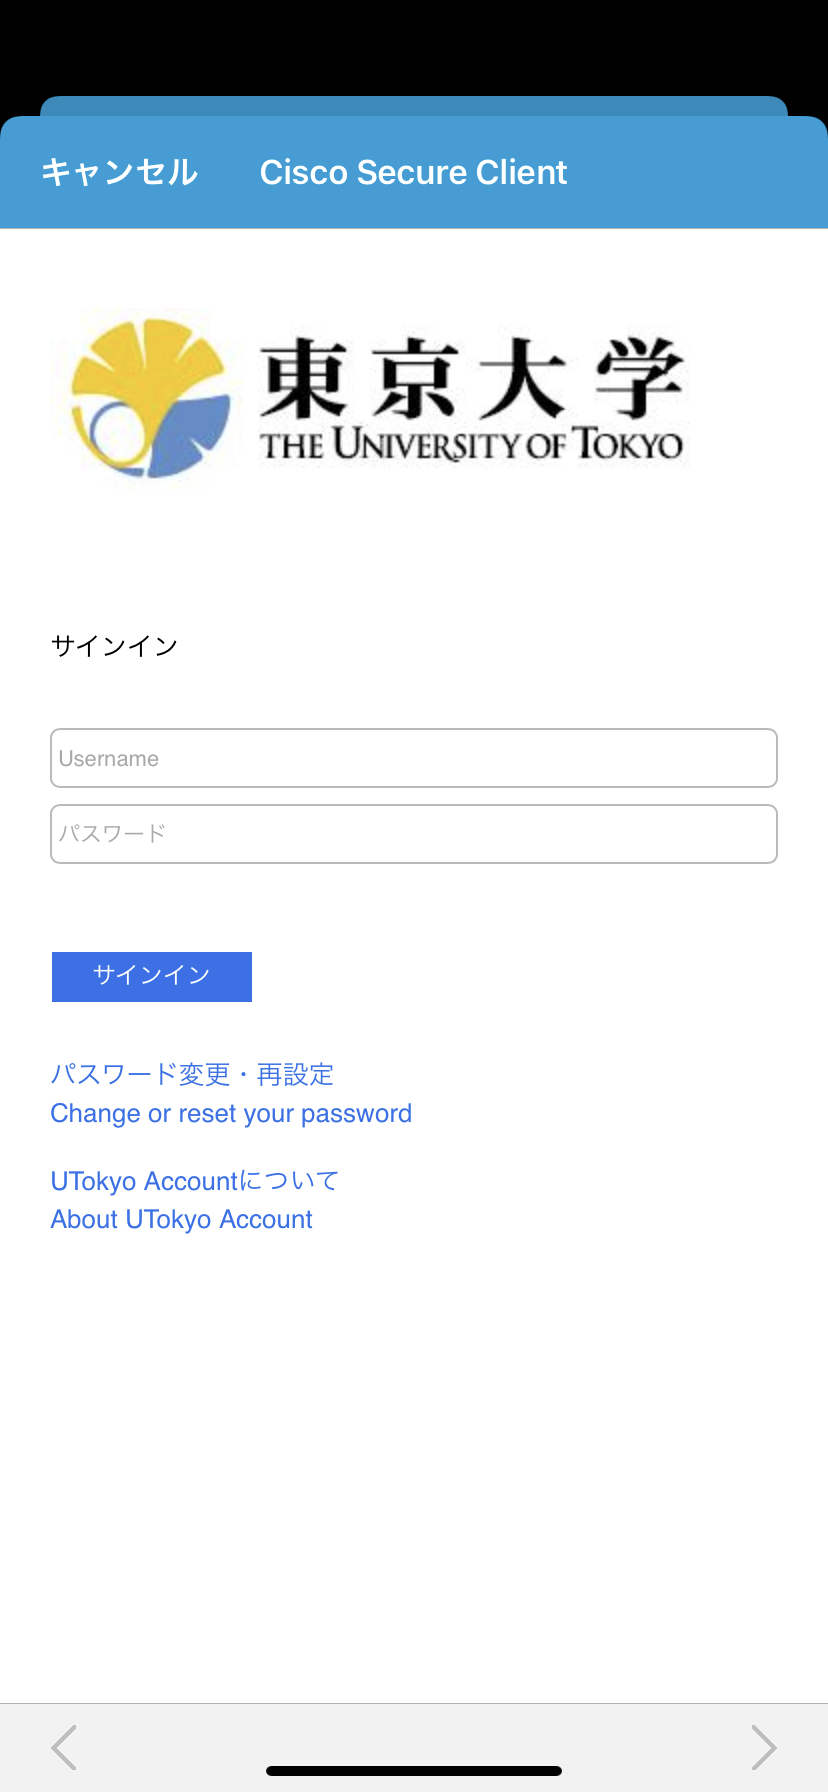 キャンセル Cisco Secure Client
東京大学
THE UNIVERSITY OF TOKYO
サインイン
Username
パスワード
サインイン
パスワード変更・再設定
Change or reset your password
UTokyo Accountについて
About UTokyo Account